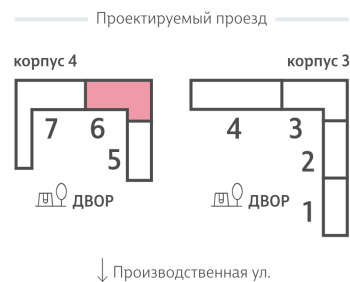 Проектируемый проезд
корпус 4
корпус 3
7
6
5
4
3
2
1
ДВОР
ДВОР
Производственная ул.